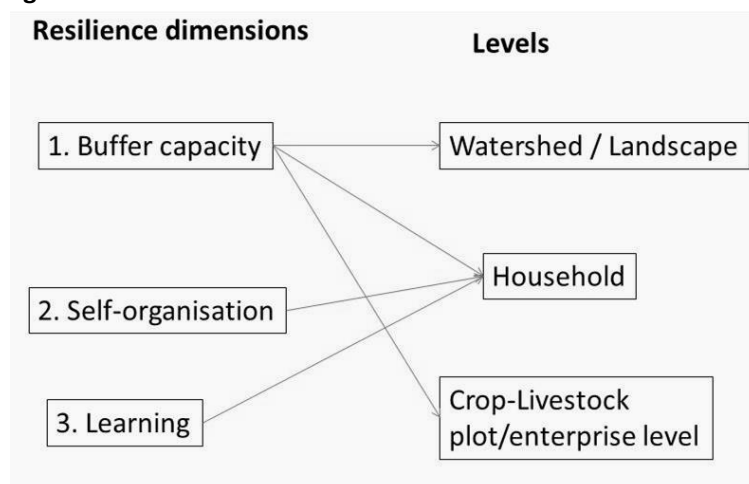 Resilience dimensions
Levels
1. Buffer capacity
Watershed / Landscape
Household
2. Self-organisation
3. Learning
Crop-Livestock
plot/enterprise level